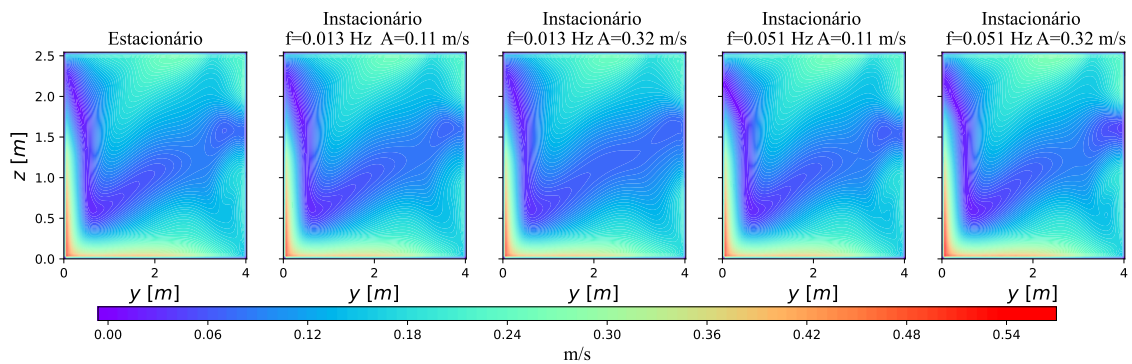 Estacionário
Instacionário
f=0.013 Hz  A=0.11 m/s
Instacionário
f=0.013 Hz A=0.32 m/s
Instacionário
f=0.051 Hz A=0.11 m/s
Instacionário
f=0.051 Hz A=0.32 m/s
z [m]
2.5
2.0
1.5
1.0
0.5
0.0
0 2 4
0 2 4
0 2 4
0 2 4
0 2 4
y [m]
y [m]
y [m]
y [m]
y [m]
0.00 0.06 0.12 0.18 0.24 0.30 0.36 0.42 0.48 0.54
m/s